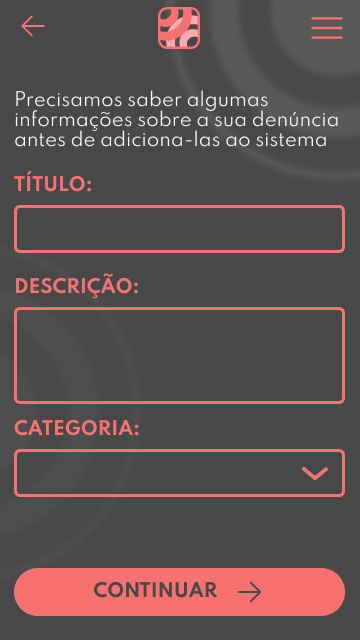 Precisamos saber algumas
informações sobre a sua denúncia
antes de adiciona-las ao sistema
TÍTULO:
DESCRIÇÃO:
CATEGORIA:
CONTINUAR